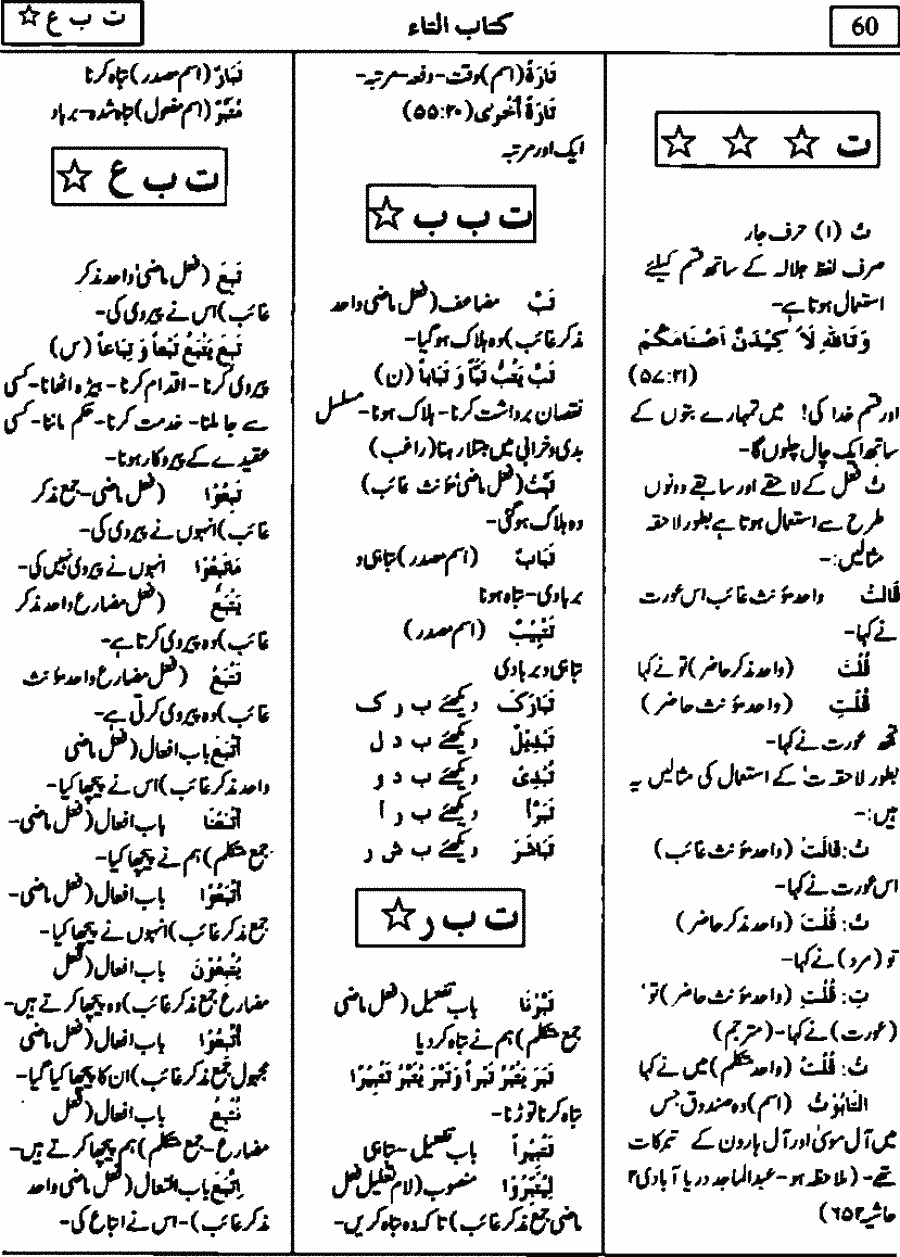 60
کتاب التاء
ت ب ع ☆
ت ☆ ☆ ☆
تَ (۱) حرف جار
صرف لفظ جلالہ کے ساتھ قسم کیلئے
استعمال ہوتا ہے-
وَتَاللّٰهِ لَاَ كِيْدَنَّ اَصْنَامَكُمْ
(۵۷:۲۱)
اور قسم خدا کی! میں تمہارے بتوں کے
ساتھ ایک چال چلوں گا-
تَ فعل کے لاحقے اور سابقے دونوں
طرح سے استعمال ہوتا ہے بطور لاحقہ
مثالیں:-
قَالَتْ واحد مؤنث غائب اس عورت
نے کہا-
قُلْتَ (واحد مذکر حاضر) تو نے کہا
قُلْتِ (واحد مؤنث حاضر)
تجھ عورت نے کہا-
بطور لاحقہ ت کے استعمال کی مثالیں یہ
ہیں:-
تْ: قَالَتْ (واحد مؤنث غائب)
اس عورت نے کہا-
تَ: قُلْتَ (واحد مذکر حاضر)
تو (مرد) نے کہا-
تِ: قُلْتِ (واحد مؤنث حاضر) تو
(عورت) نے کہا-(مترجم)
تُ: قُلْتُ (واحد متکلم) میں نے کہا
التَّابُوْتُ (اسم) وہ صندوق جس
میں آل موسیٰ اور آل ہارون کے تبرکات
تھے- (ملاحظہ ہو- عبدالماجد دریا آبادی ۲
حاشیہ ۶۵۲)
تَارَةً (اسم) وقت- دفعہ- مرتبہ-
تَارَةً اُخْرٰى (۵۵:۲۰)
ایک اور مرتبہ
ت ب ب ☆
تَبَّ مضاعف (فعل ماضی واحد
مذکر غائب) وہ ہلاک ہو گیا-
تَبَّ يَتُبُّ تَبًّا وَ تَبَاباً (ن)
نقصان برداشت کرنا- ہلاک ہونا- مسلسل
بدی و خرابی میں مبتلا رہنا (راغب)
تَبَّتْ (فعل ماضی مؤنث غائب)
وہ ہلاک ہو گئی-
تَبَابٌ (اسم مصدر) تباہی و
بربادی- تباہ ہونا
تَتْبِيْبٌ (اسم مصدر)
تباہی و بربادی
تَبَارَكَ دیکھئے ب ر ک
تَبْدِيْلٌ دیکھئے ب د ل
تُبْدِىْ دیکھئے ب د و
تَبَرَّأَ دیکھئے ب ر أ
تَبَاشَرَ دیکھئے ب ش ر
ت ب ر ☆
تَبَّرْنَا باب تفعیل (فعل ماضی
جمع متکلم) ہم نے تباہ کر دیا
تَبَرَ يَتْبُرُ تَبْراً وَ تَبَّرَ يُتَبِّرُ تَتْبِيْرًا
تباہ کرنا توڑنا-
تَتْبِيْراً باب تفعیل- تباہی
لِيُتَبِّرُوْا منصوب (لام تعلیل فعل
ماضی جمع مذکر غائب) تا کہ وہ تباہ کریں-
تَبَارٌ (اسم مصدر) تباہ کرنا
مُتَبَّرٌ (اسم مفعول) تباہ شدہ- برباد
ت ب ع ☆
تَبِعَ (فعل ماضی واحد مذکر
غائب) اس نے پیروی کی-
تَبِعَ يَتْبَعُ تَبْعاً وَ تِبَاعاً (س)
پیروی کرنا- اقدام کرنا- بیڑہ اٹھانا- کسی
سے جا ملنا- خدمت کرنا- حکم ماننا- کسی
عقیدے کے پیروکار ہونا-
تَبِعُوْا (فعل ماضی- جمع مذکر
غائب) انہوں نے پیروی کی-
مَاتَبِعُوْا انہوں نے پیروی نہیں کی-
يَتْبَعُ (فعل مضارع واحد مذکر
غائب) وہ پیروی کرتا ہے-
تَتْبَعُ (فعل مضارع واحد مؤنث
غائب) وہ پیروی کرتی ہے-
اَتْبَعَ باب افعال (فعل ماضی
واحد مذکر غائب) اس نے پیچھا کیا-
اَتْبَعْنَا باب افعال (فعل ماضی-
جمع متکلم) ہم نے پیچھا کیا-
اَتْبَعُوْا باب افعال (فعل ماضی-
جمع مذکر غائب) انہوں نے پیچھا کیا-
يُتْبِعُوْنَ باب افعال (فعل
مضارع جمع مذکر غائب) وہ پیچھا کرتے ہیں-
اُتْبِعُوْا باب افعال (فعل ماضی
مجہول جمع مذکر غائب) ان کا پیچھا کیا گیا-
نُتْبِعُ باب افعال (فعل
مضارع- جمع متکلم) ہم پیچھا کرتے ہیں-
اِتَّبَعَ باب افتعال (فعل ماضی واحد
مذکر غائب)- اس نے اتباع کی-